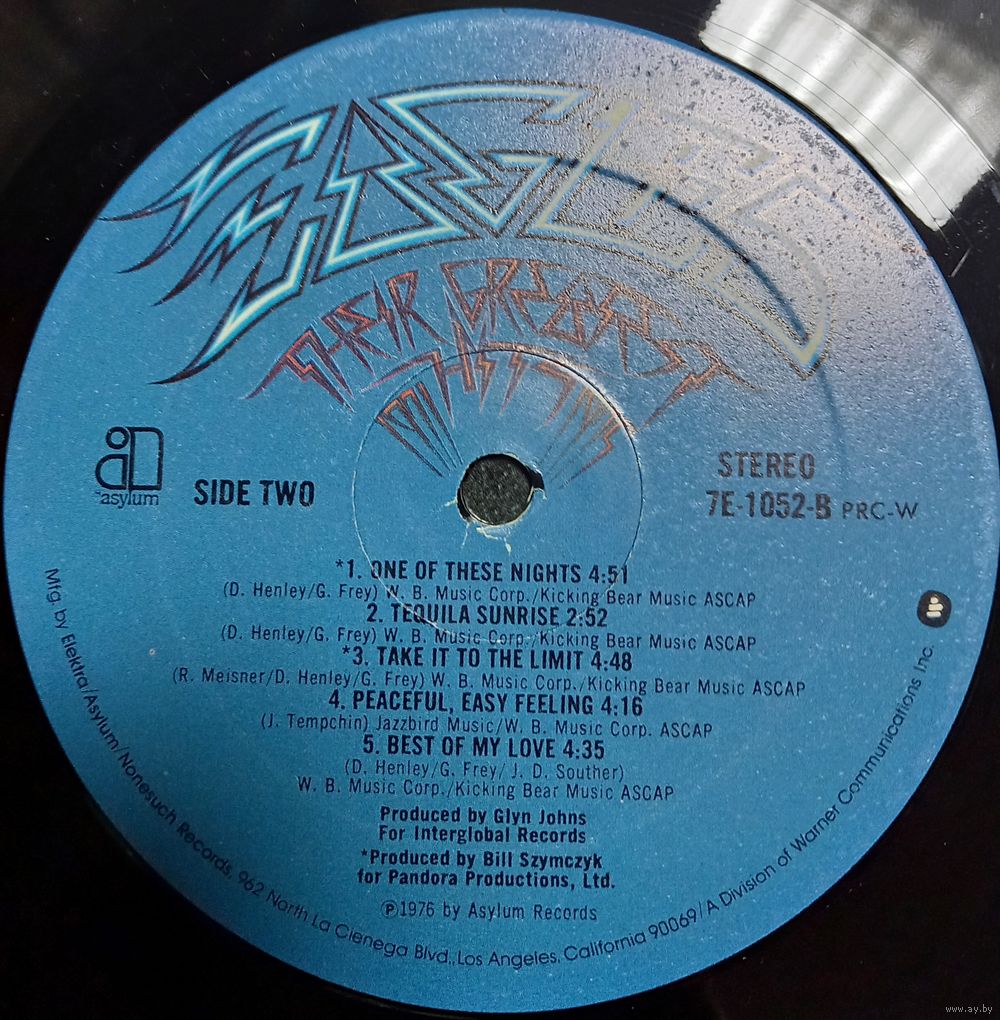 EAGLES
THEIR GREATEST
HITS
asylum
SIDE TWO
STEREO
7E-1052-B PRC-W
*1. ONE OF THESE NIGHTS 4:51
(D. Henley/G. Frey) W. B. Music Corp./Kicking Bear Music ASCAP
2. TEQUILA SUNRISE 2:52
(D. Henley/G. Frey) W. B. Music Corp./Kicking Bear Music ASCAP
*3. TAKE IT TO THE LIMIT 4:48
(R. Meisner/D. Henley/G. Frey) W. B. Music Corp./Kicking Bear Music ASCAP
4. PEACEFUL, EASY FEELING 4:16
(J. Tempchin) Jazzbird Music/W. B. Music Corp. ASCAP
5. BEST OF MY LOVE 4:35
(D. Henley/G. Frey/ J. D. Souther)
W. B. Music Corp./Kicking Bear Music ASCAP
Produced by Glyn Johns
For Interglobal Records
*Produced by Bill Szymczyk
for Pandora Productions, Ltd.
℗1976 by Asylum Records
Mfg. by Elektra/Asylum/Nonesuch Records, 962 North La Cienega Blvd., Los Angeles, California 90069/A Division of Warner Communications Inc.
www.ay.by